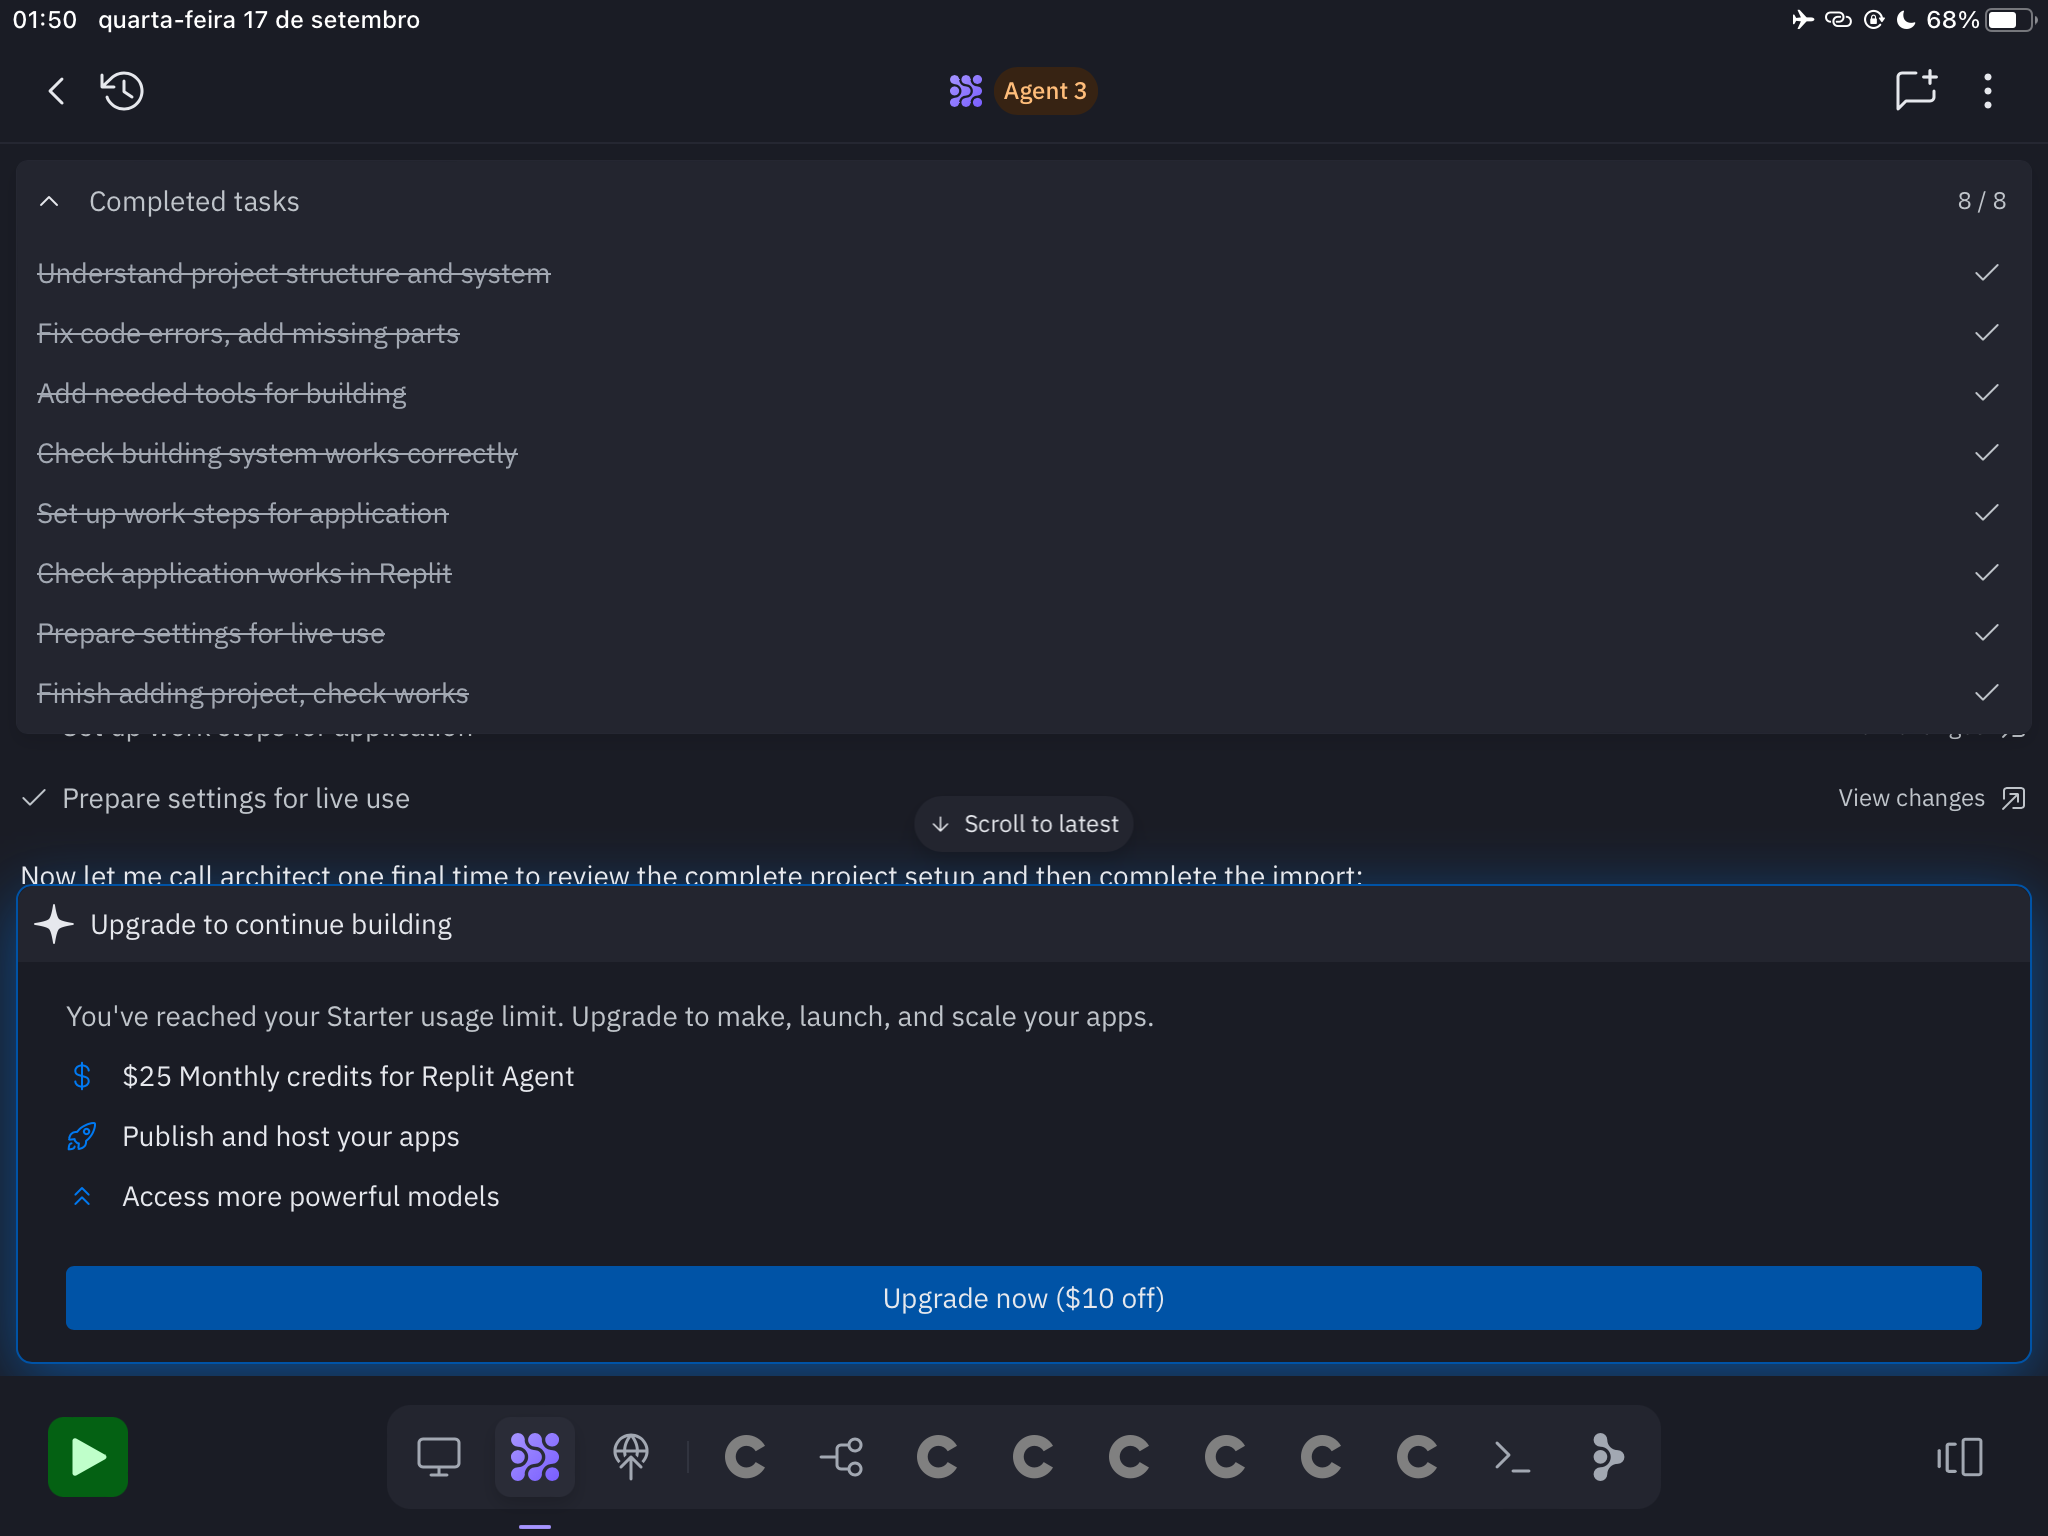 01:50 quarta-feira 17 de setembro 68%
Agent 3
Completed tasks 8 / 8
Understand project structure and system
Fix code errors, add missing parts
Add needed tools for building
Check building system works correctly
Set up work steps for application
Check application works in Replit
Prepare settings for live use
Finish adding project, check works
Set up work steps for application
Prepare settings for live use View changes
Scroll to latest
Now let me call architect one final time to review the complete project setup and then complete the import:
Upgrade to continue building
You've reached your Starter usage limit. Upgrade to make, launch, and scale your apps.
$25 Monthly credits for Replit Agent
Publish and host your apps
Access more powerful models
Upgrade now ($10 off)